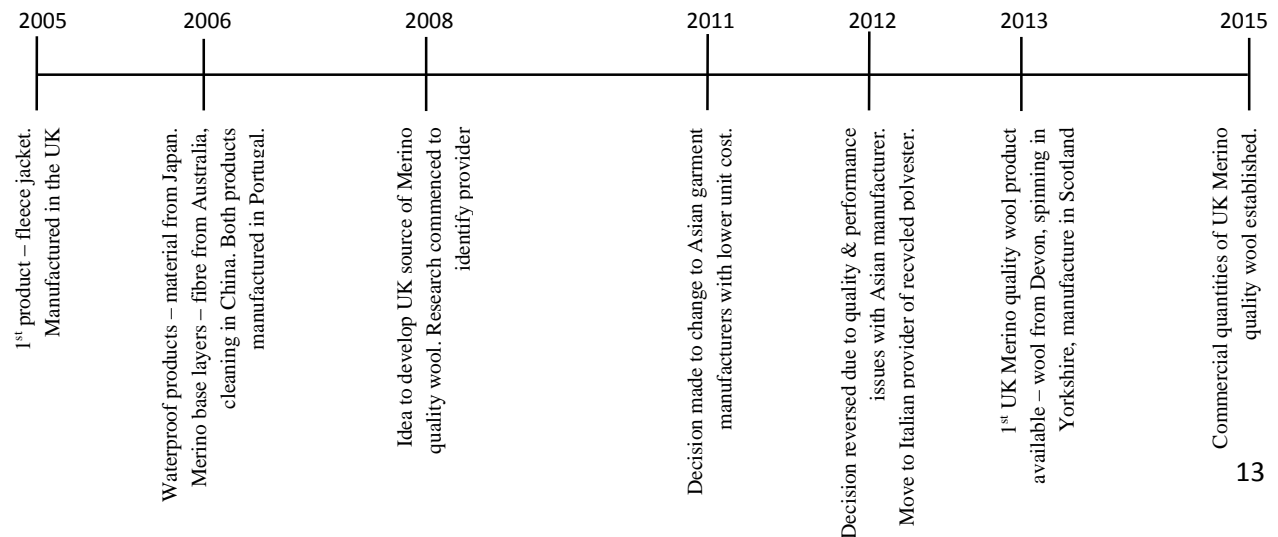 2005
2006
2008
2011
2012
2013
2015
1st product – fleece jacket.
Manufactured in the UK
Waterproof products – material from Japan.
Merino base layers – fibre from Australia,
cleaning in China. Both products
manufactured in Portugal.
Idea to develop UK source of Merino
quality wool. Research commenced to
identify provider
Decision made to change to Asian garment
manufacturers with lower unit cost.
Decision reversed due to quality & performance
issues with Asian manufacturer.
Move to Italian provider of recycled polyester.
1st UK Merino quality wool product
available – wool from Devon, spinning in
Yorkshire, manufacture in Scotland
Commercial quantities of UK Merino
quality wool established.
13